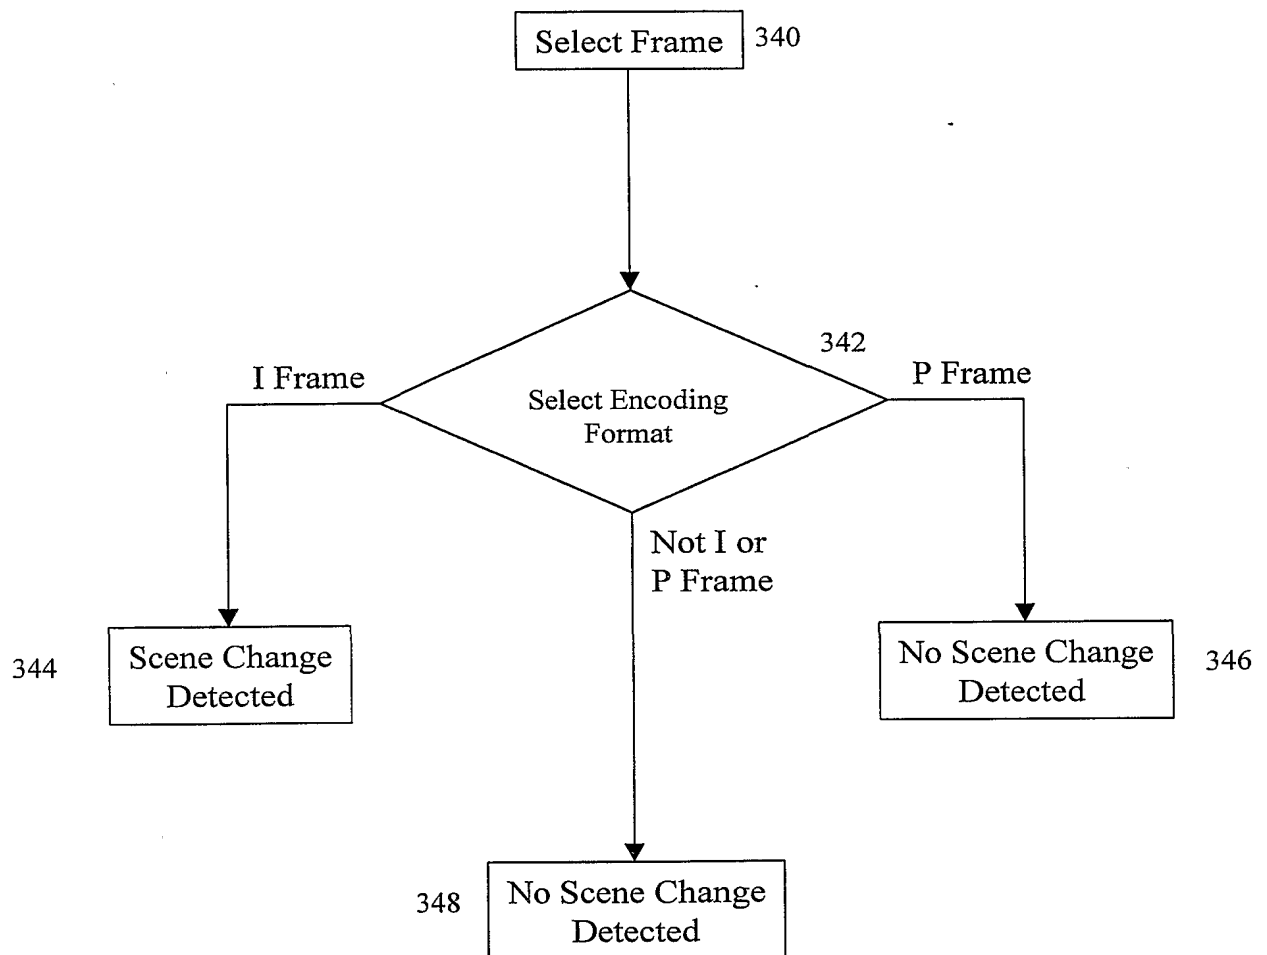 Select Frame 340
342
I Frame
P Frame
Select Encoding
Format
Not I or
P Frame
344
Scene Change
Detected
No Scene Change
Detected
346
348
No Scene Change
Detected